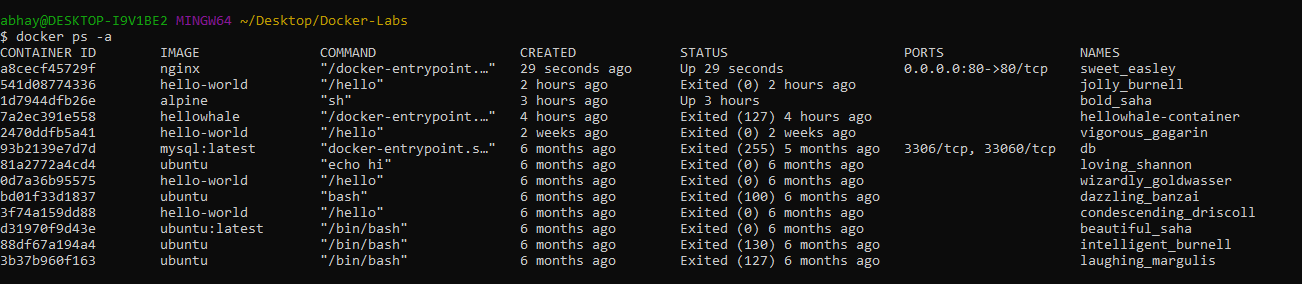 abhay@DESKTOP-I9V1BE2 MINGW64 ~/Desktop/Docker-Labs
$ docker ps -a
CONTAINER ID   IMAGE   COMMAND   CREATED   STATUS   PORTS   NAMES
a8cecf45729f   nginx   "/docker-entrypoint.…"   29 seconds ago   Up 29 seconds   0.0.0.0:80->80/tcp   sweet_easley
541d08774336   hello-world   "/hello"   2 hours ago   Exited (0) 2 hours ago   jolly_burnell
1d7944dfb26e   alpine   "sh"   3 hours ago   Up 3 hours   bold_saha
7a2ec391e558   hellowhale   "/docker-entrypoint.…"   4 hours ago   Exited (127) 4 hours ago   hellowhale-container
2470ddfb5a41   hello-world   "/hello"   2 weeks ago   Exited (0) 2 weeks ago   vigorous_gagarin
93b2139e7d7d   mysql:latest   "docker-entrypoint.s…"   6 months ago   Exited (255) 5 months ago   3306/tcp, 33060/tcp   db
81a2772a4cd4   ubuntu   "echo hi"   6 months ago   Exited (0) 6 months ago   loving_shannon
0d7a36b95575   hello-world   "/hello"   6 months ago   Exited (0) 6 months ago   wizardly_goldwasser
bd01f33d1837   ubuntu   "bash"   6 months ago   Exited (100) 6 months ago   dazzling_banzai
3f74a159dd88   hello-world   "/hello"   6 months ago   Exited (0) 6 months ago   condescending_driscoll
d31970f9d43e   ubuntu:latest   "/bin/bash"   6 months ago   Exited (0) 6 months ago   beautiful_saha
88df67a194a4   ubuntu   "/bin/bash"   6 months ago   Exited (130) 6 months ago   intelligent_burnell
3b37b960f163   ubuntu   "/bin/bash"   6 months ago   Exited (127) 6 months ago   laughing_margulis